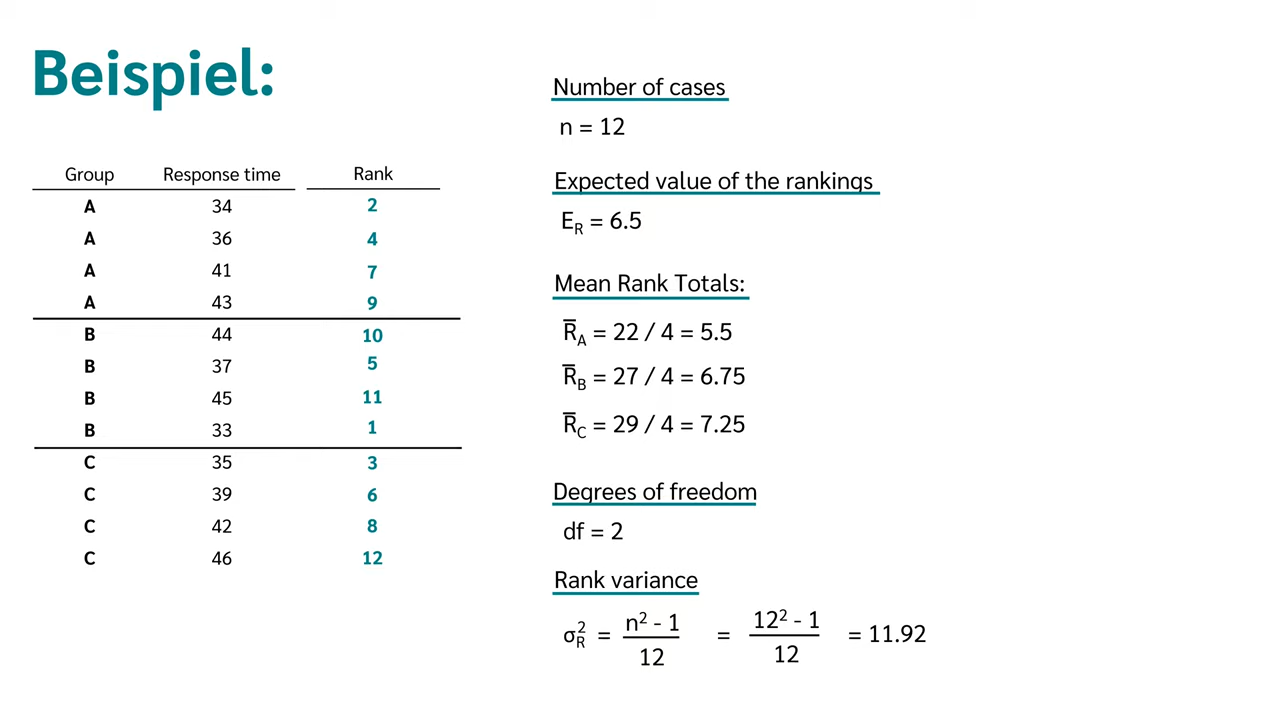 Beispiel:
Group Response time Rank
A 34 2
A 36 4
A 41 7
A 43 9
B 44 10
B 37 5
B 45 11
B 33 1
C 35 3
C 39 6
C 42 8
C 46 12
Number of cases
n = 12
Expected value of the rankings
E_R = 6.5
Mean Rank Totals:
R̅_A = 22 / 4 = 5.5
R̅_B = 27 / 4 = 6.75
R̅_C = 29 / 4 = 7.25
Degrees of freedom
df = 2
Rank variance
σ²_R = (n² - 1) / 12 = (12² - 1) / 12 = 11.92